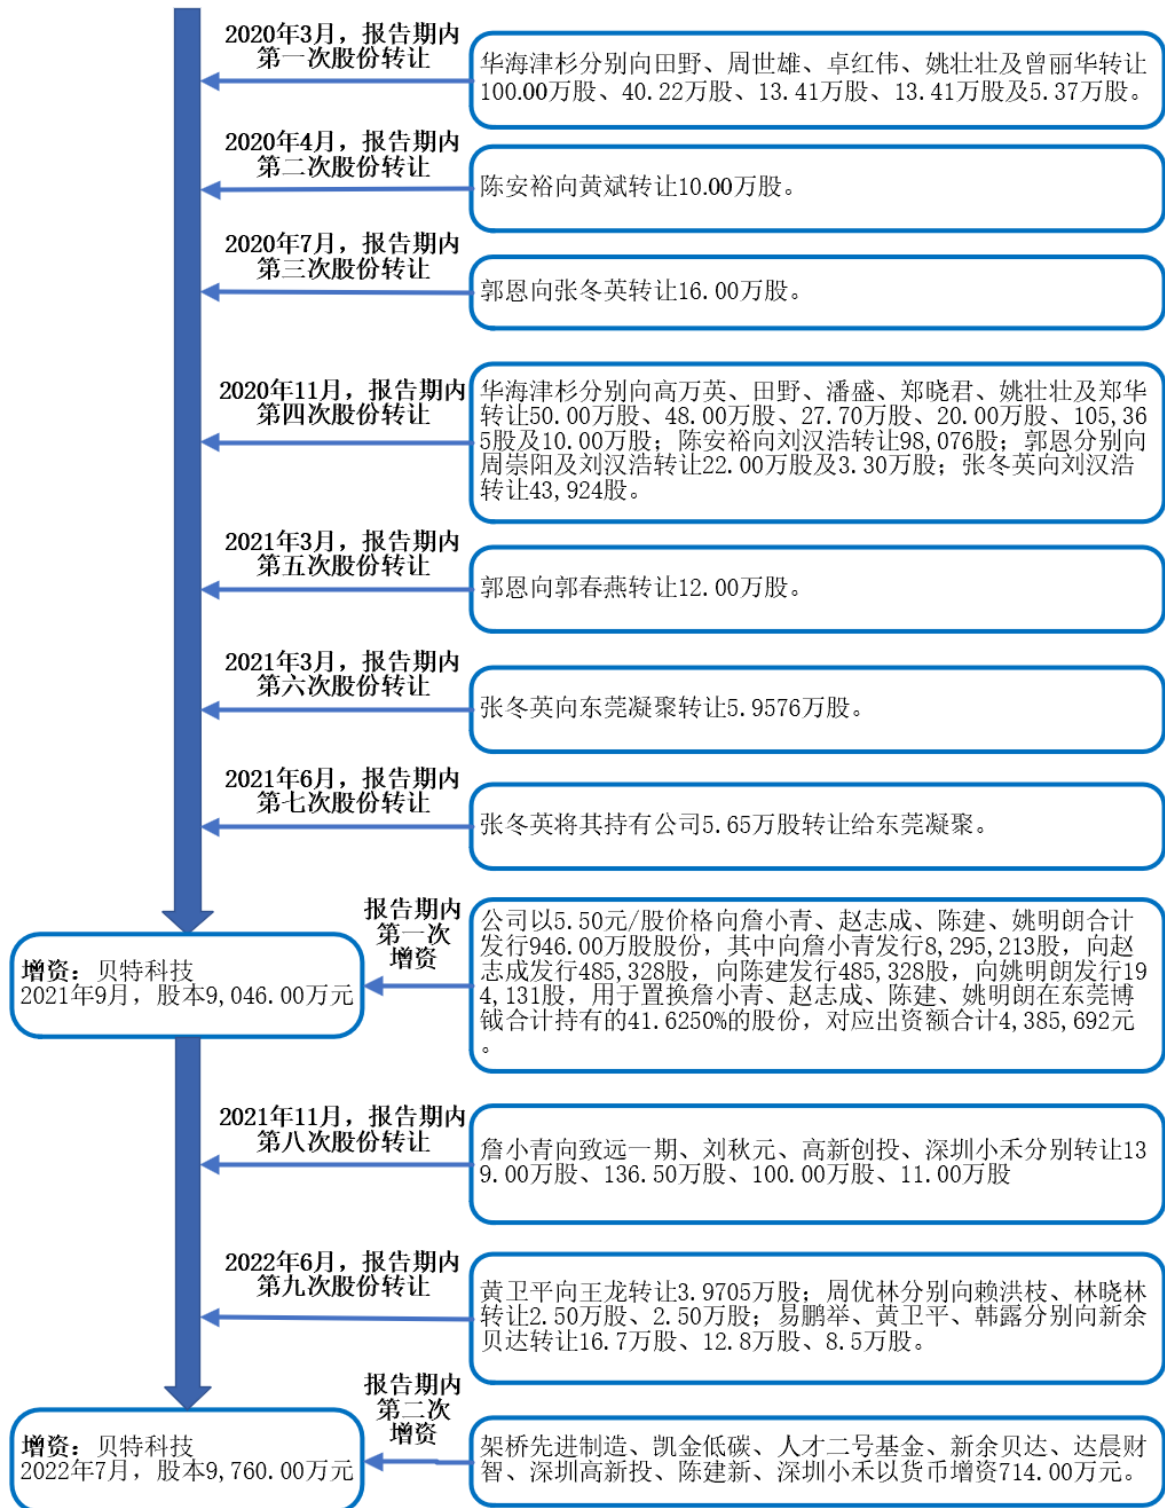 2020年3月，报告期内
第一次股份转让
华海津杉分别向田野、周世雄、卓红伟、姚壮壮及曾丽华转让
100.00万股、40.22万股、13.41万股、13.41万股及5.37万股。
2020年4月，报告期内
第二次股份转让
陈安裕向黄斌转让10.00万股。
2020年7月，报告期内
第三次股份转让
郭恩向张冬英转让16.00万股。
2020年11月，报告期内
第四次股份转让
华海津杉分别向高万英、田野、潘盛、郑晓君、姚壮壮及郑华
转让50.00万股、48.00万股、27.70万股、20.00万股、105,36
5股及10.00万股；陈安裕向刘汉浩转让98,076股；郭恩分别向
周崇阳及刘汉浩转让22.00万股及3.30万股；张冬英向刘汉浩
转让43,924股。
2021年3月，报告期内
第五次股份转让
郭恩向郭春燕转让12.00万股。
2021年3月，报告期内
第六次股份转让
张冬英向东莞凝聚转让5.9576万股。
2021年6月，报告期内
第七次股份转让
张冬英将其持有公司5.65万股转让给东莞凝聚。
报告期内
第一次
增资
增资：贝特科技
2021年9月，股本9,046.00万元
公司以5.50元/股价格向詹小青、赵志成、陈建、姚明朗合计
发行946.00万股股份，其中向詹小青发行8,295,213股，向赵
志成发行485,328股，向陈建发行485,328股，向姚明朗发行19
4,131股，用于置换詹小青、赵志成、陈建、姚明朗在东莞博
钺合计持有的41.6250%的股份，对应出资额合计4,385,692元
。
2021年11月，报告期内
第八次股份转让
詹小青向致远一期、刘秋元、高新创投、深圳小禾分别转让13
9.00万股、136.50万股、100.00万股、11.00万股
2022年6月，报告期内
第九次股份转让
黄卫平向王龙转让3.9705万股；周优林分别向赖洪枝、林晓林
转让2.50万股、2.50万股；易鹏举、黄卫平、韩露分别向新余
贝达转让16.7万股、12.8万股、8.5万股。
报告期内
第二次
增资
增资：贝特科技
2022年7月，股本9,760.00万元
架桥先进制造、凯金低碳、人才二号基金、新余贝达、达晨财
智、深圳高新投、陈建新、深圳小禾以货币增资714.00万元。